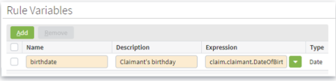 Rule Variables
Add Remove
Name Description Expression Type
birthdate Claimant's birthday claim.claimant.DateOfBirt Date